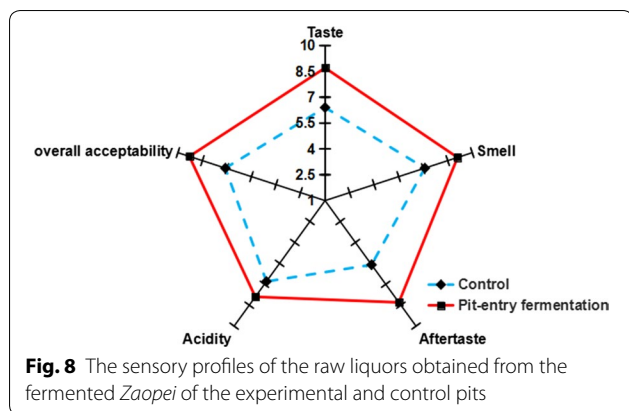 Taste
10
8.5
7
5.5
4
2.5
1
overall acceptability
Smell
Control
Pit-entry fermentation
Acidity
Aftertaste
Fig. 8 The sensory profiles of the raw liquors obtained from the
fermented Zaopei of the experimental and control pits